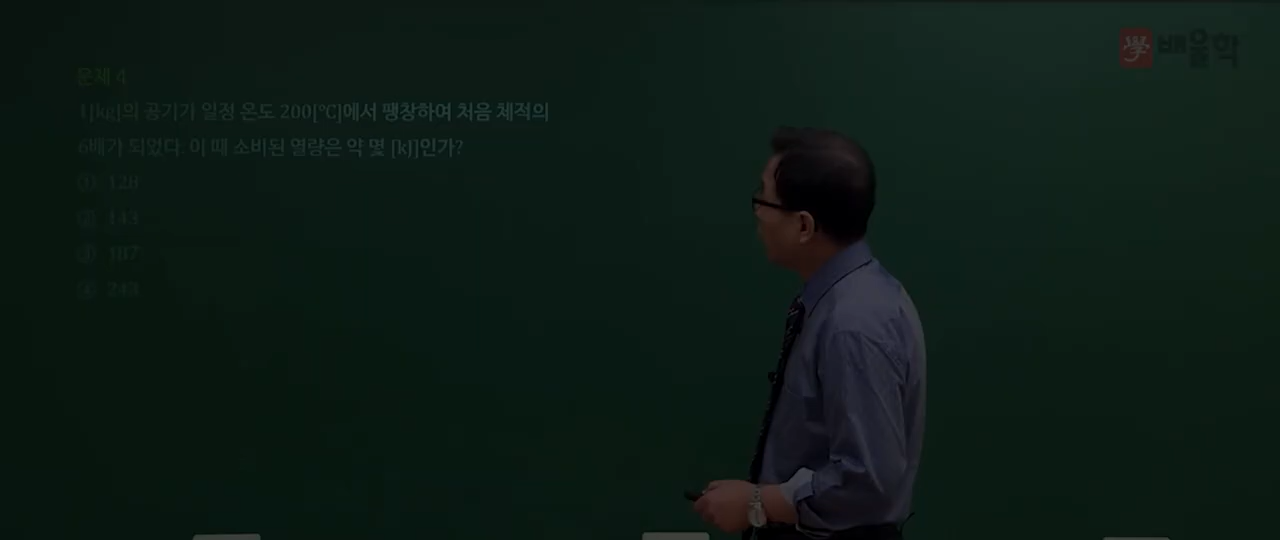 문제 4
1[kg]의 공기가 일정 온도 200[℃]에서 팽창하여 처음 체적의
6배가 되었다. 이 때 소비된 열량은 약 몇 [kJ]인가?
① 128
② 143
③ 187
④ 243
學 배울학